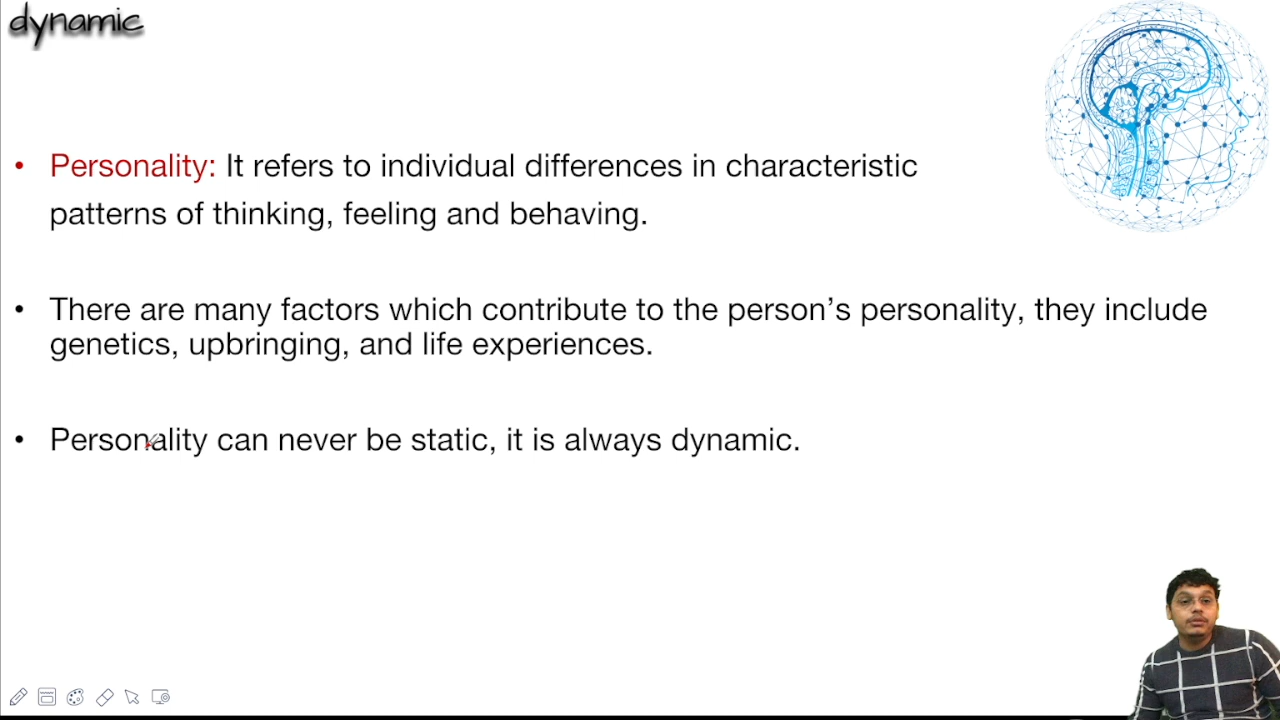 dynamic
• Personality: It refers to individual differences in characteristic
patterns of thinking, feeling and behaving.
• There are many factors which contribute to the person’s personality, they include
genetics, upbringing, and life experiences.
• Personality can never be static, it is always dynamic.